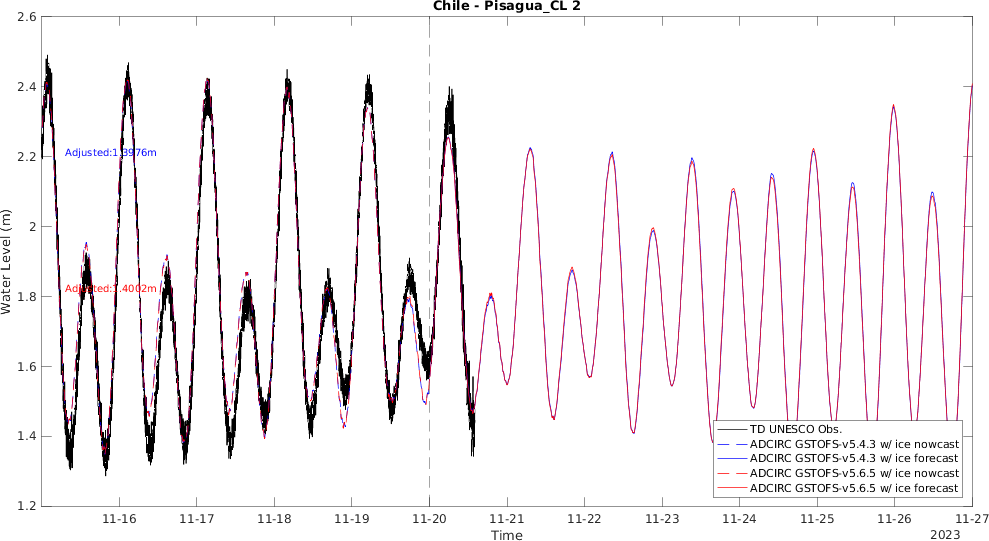 Chile - Pisagua_CL 2
2.6
2.4
2.2
2
1.8
1.6
1.4
1.2
Water Level (m)
Adjusted:1.3976m
Adjusted:1.4002m
TD UNESCO Obs.
ADCIRC GSTOFS-v5.4.3 w/ ice nowcast
ADCIRC GSTOFS-v5.4.3 w/ ice forecast
ADCIRC GSTOFS-v5.6.5 w/ ice nowcast
ADCIRC GSTOFS-v5.6.5 w/ ice forecast
11-16 11-17 11-18 11-19 11-20 11-21 11-22 11-23 11-24 11-25 11-26 11-27
Time
2023